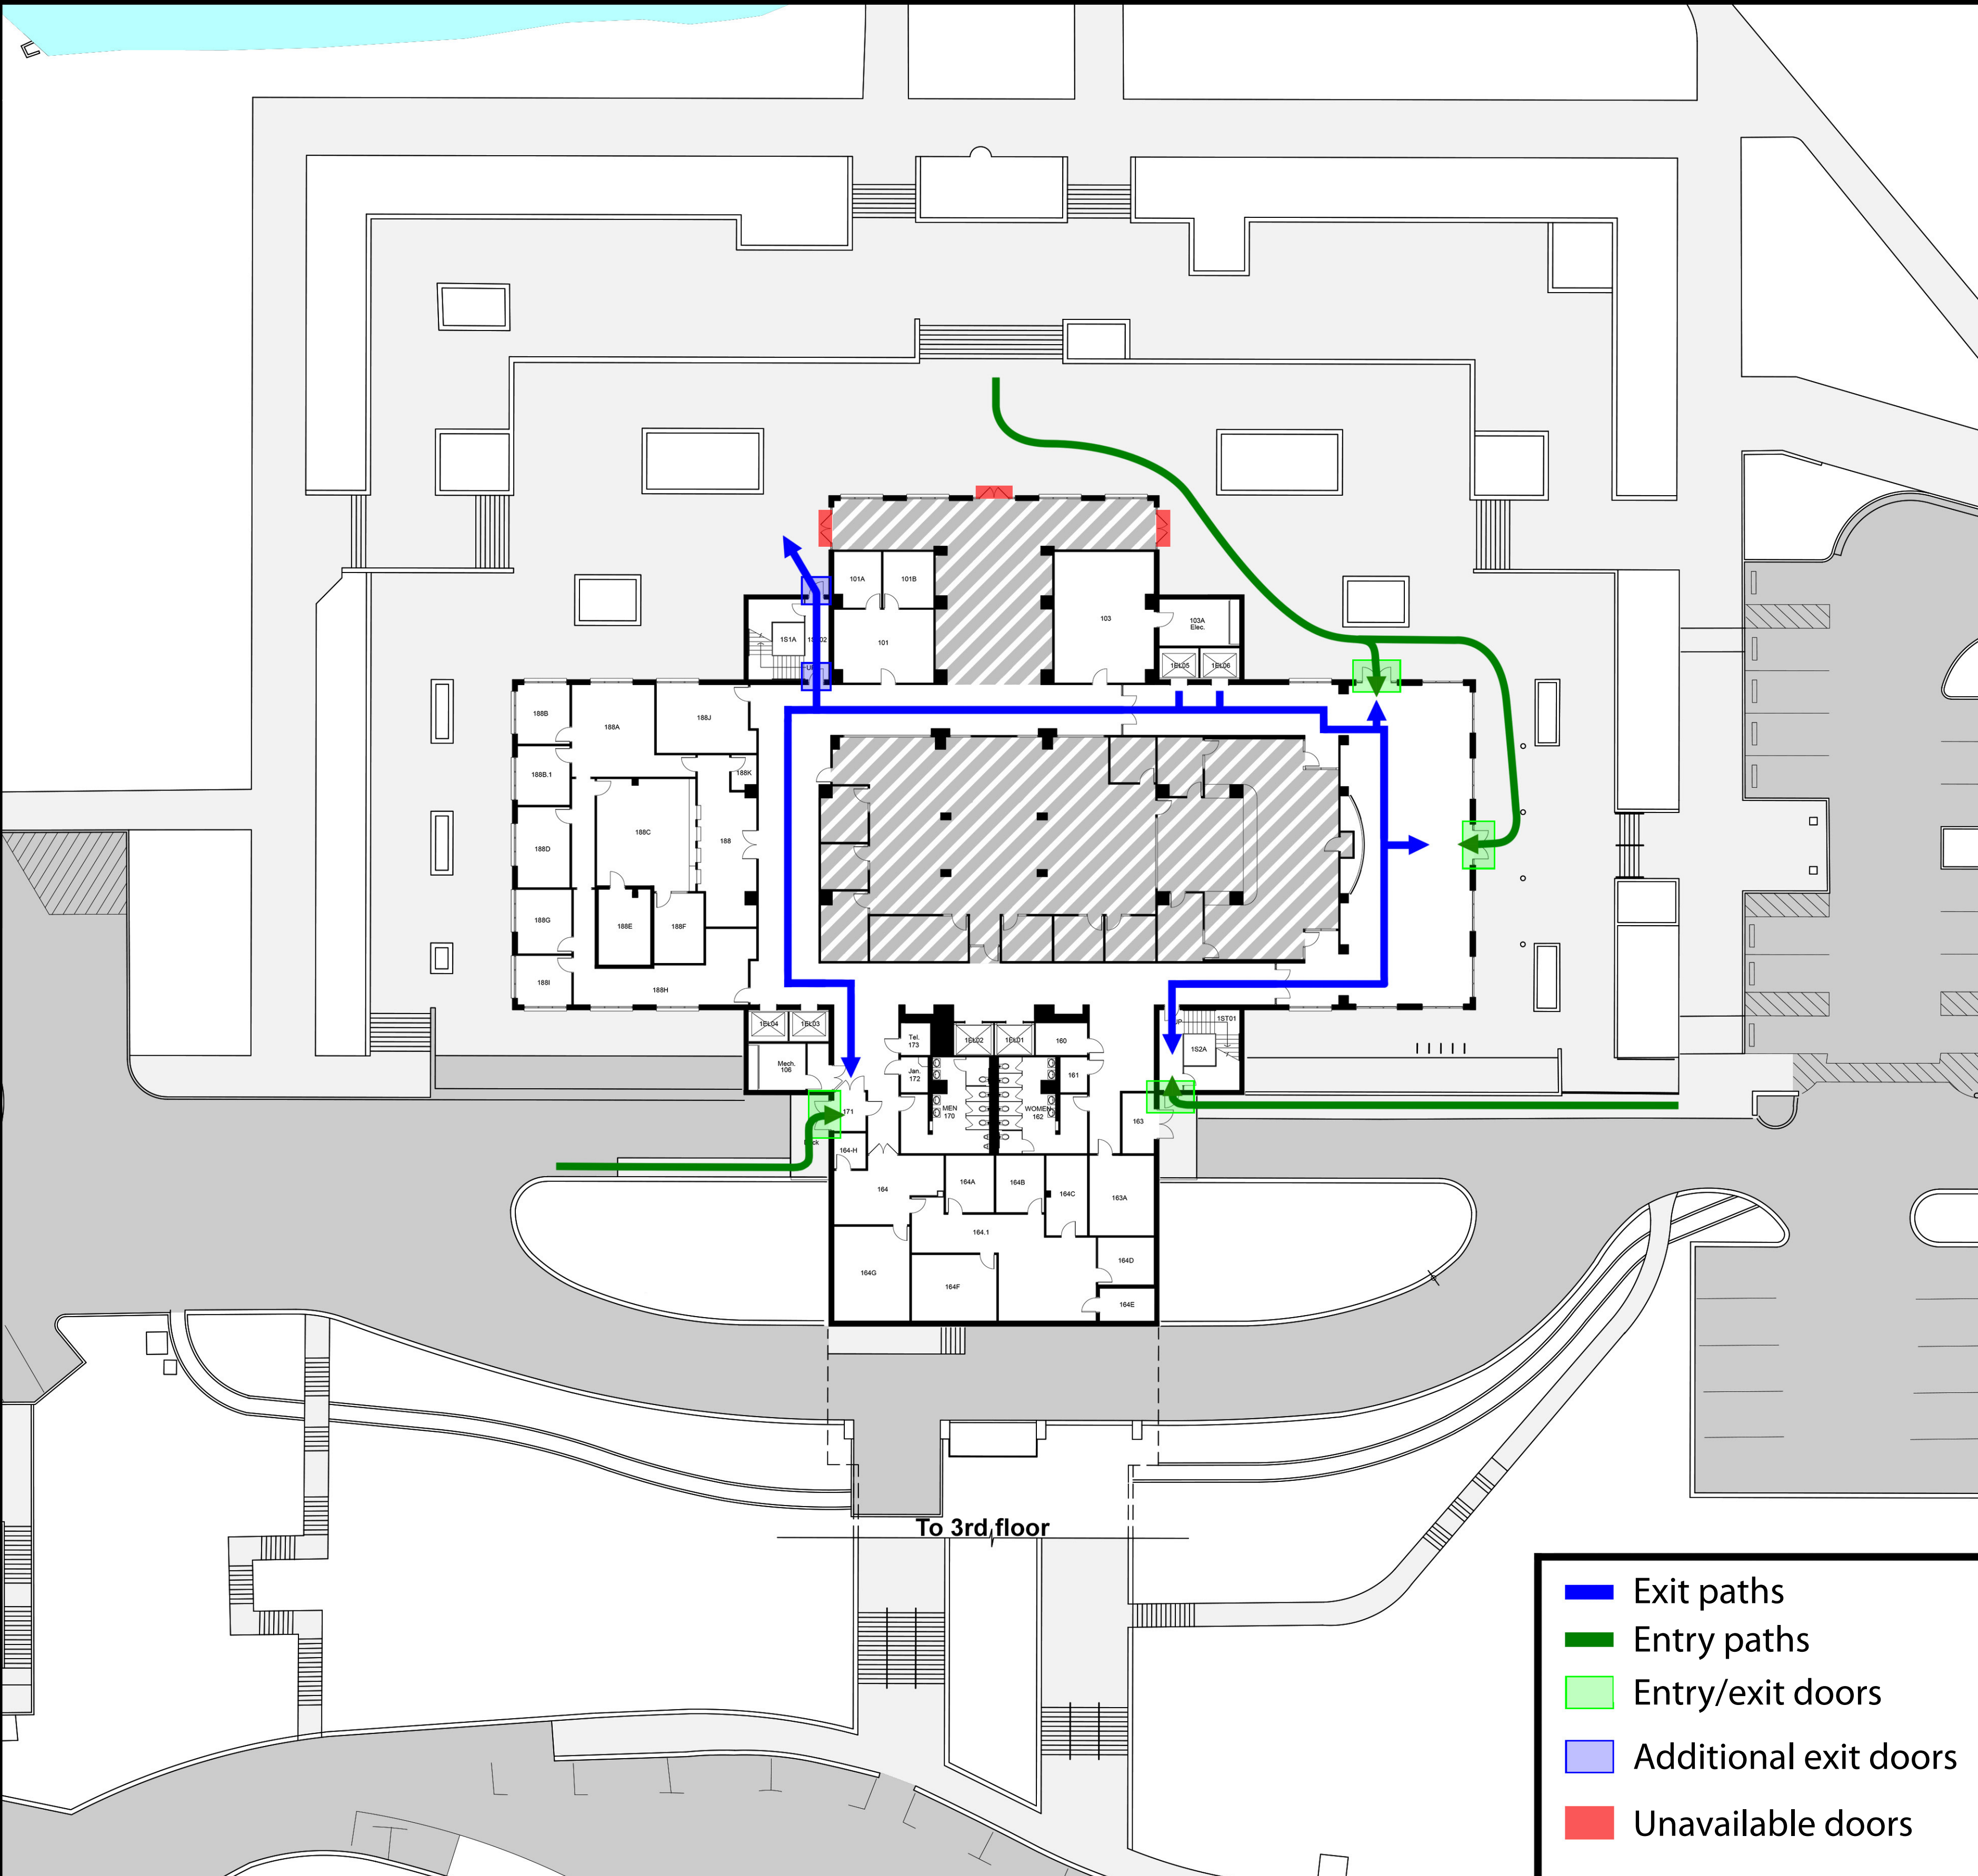 101A
101B
1S1A
101
103
103A
Elec.
1EL05
1EL06
188B
188A
188J
188B.1
188K
188C
188D
188
188G
188E
188F
188I
188H
1EL04
1EL03
Mech.
106
Tel.
173
1EL02
1EL01
160
UP
1ST01
1S2A
Jan.
172
161
MEN
170
WOMEN
162
171
163
164-H
164
164A
164B
164C
163A
164.1
164D
164G
164F
164E
To 3rd floor
Exit paths
Entry paths
Entry/exit doors
Additional exit doors
Unavailable doors